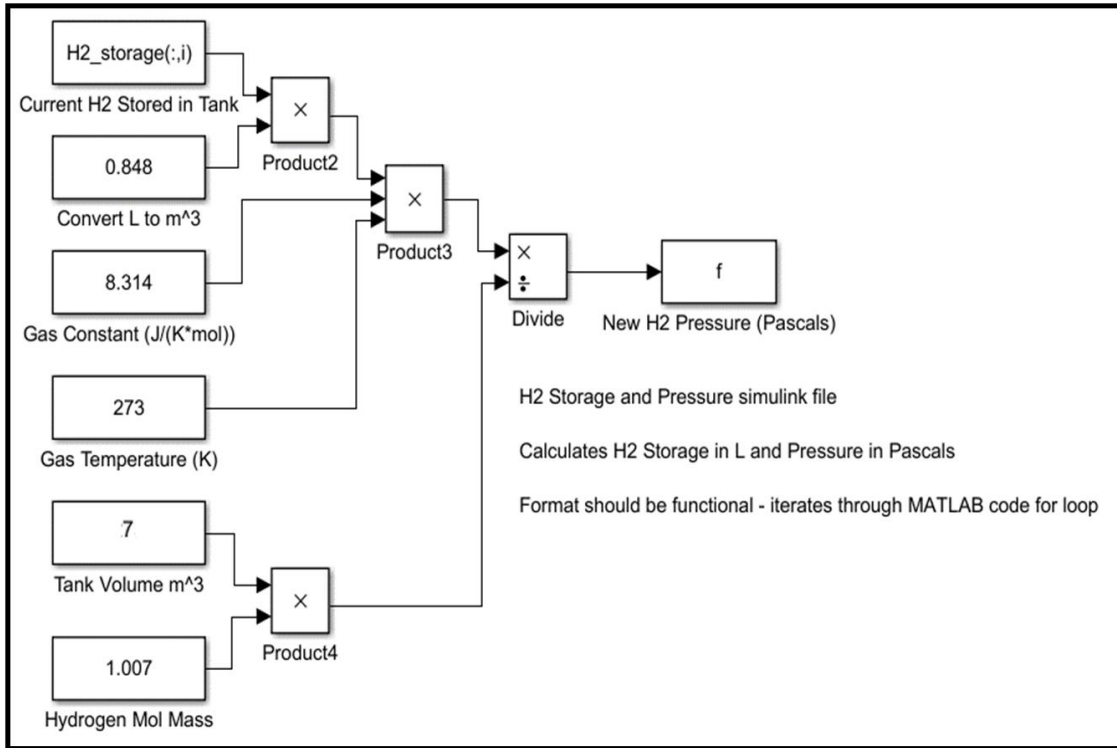 H2_storage(:,i)
Current H2 Stored in Tank
×
0.848
Product2
Convert L to m^3
×
8.314
Product3
Gas Constant (J/(K*mol))
×
÷
f
Divide
New H2 Pressure (Pascals)
273
Gas Temperature (K)
H2 Storage and Pressure simulink file
Calculates H2 Storage in L and Pressure in Pascals
Format should be functional - iterates through MATLAB code for loop
7
Tank Volume m^3
×
Product4
1.007
Hydrogen Mol Mass